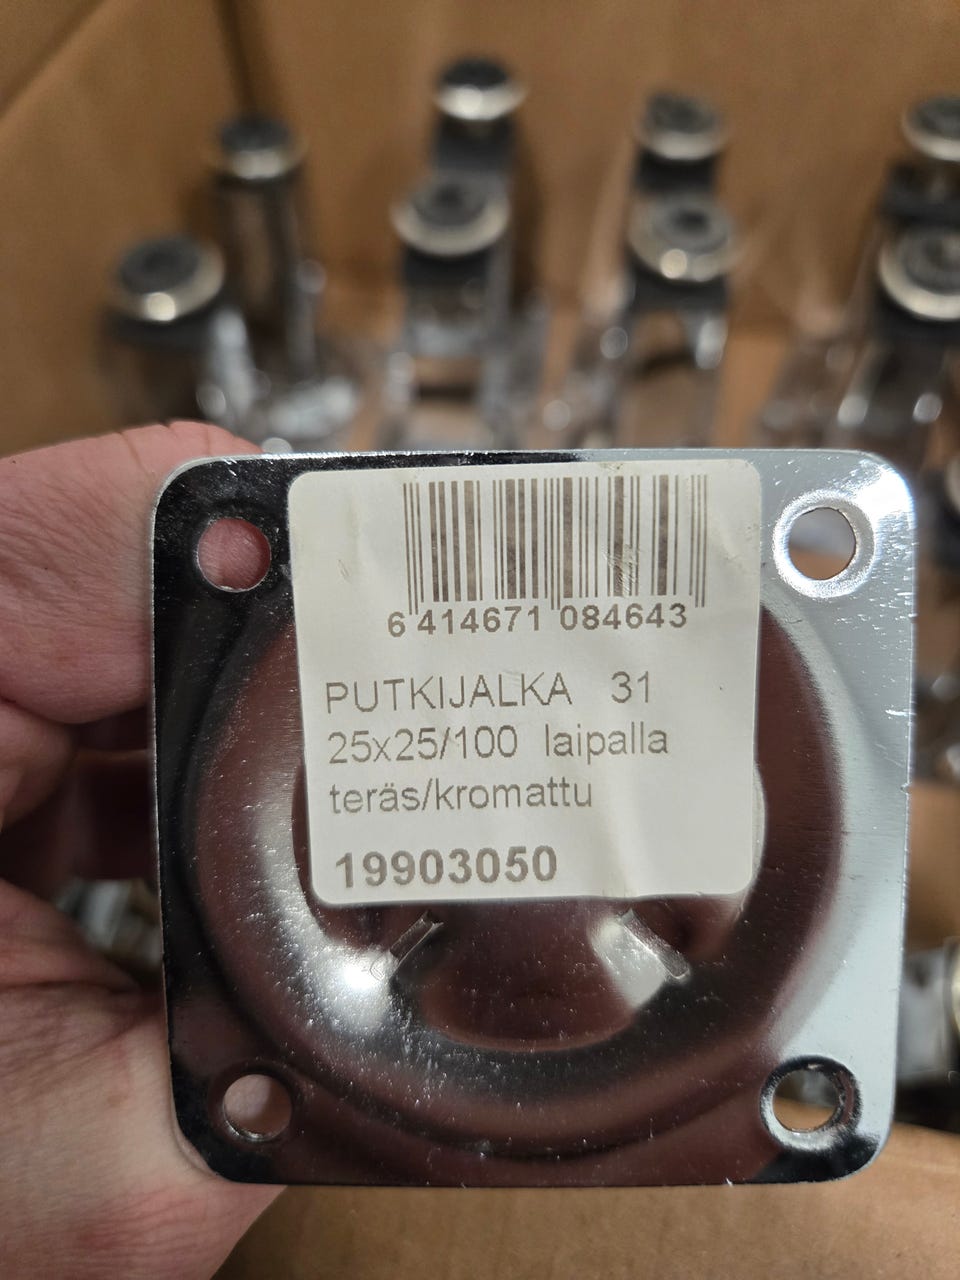 6 414671 084643
PUTKIJALKA 31
25x25/100 laipalla
teräs/kromattu
19903050